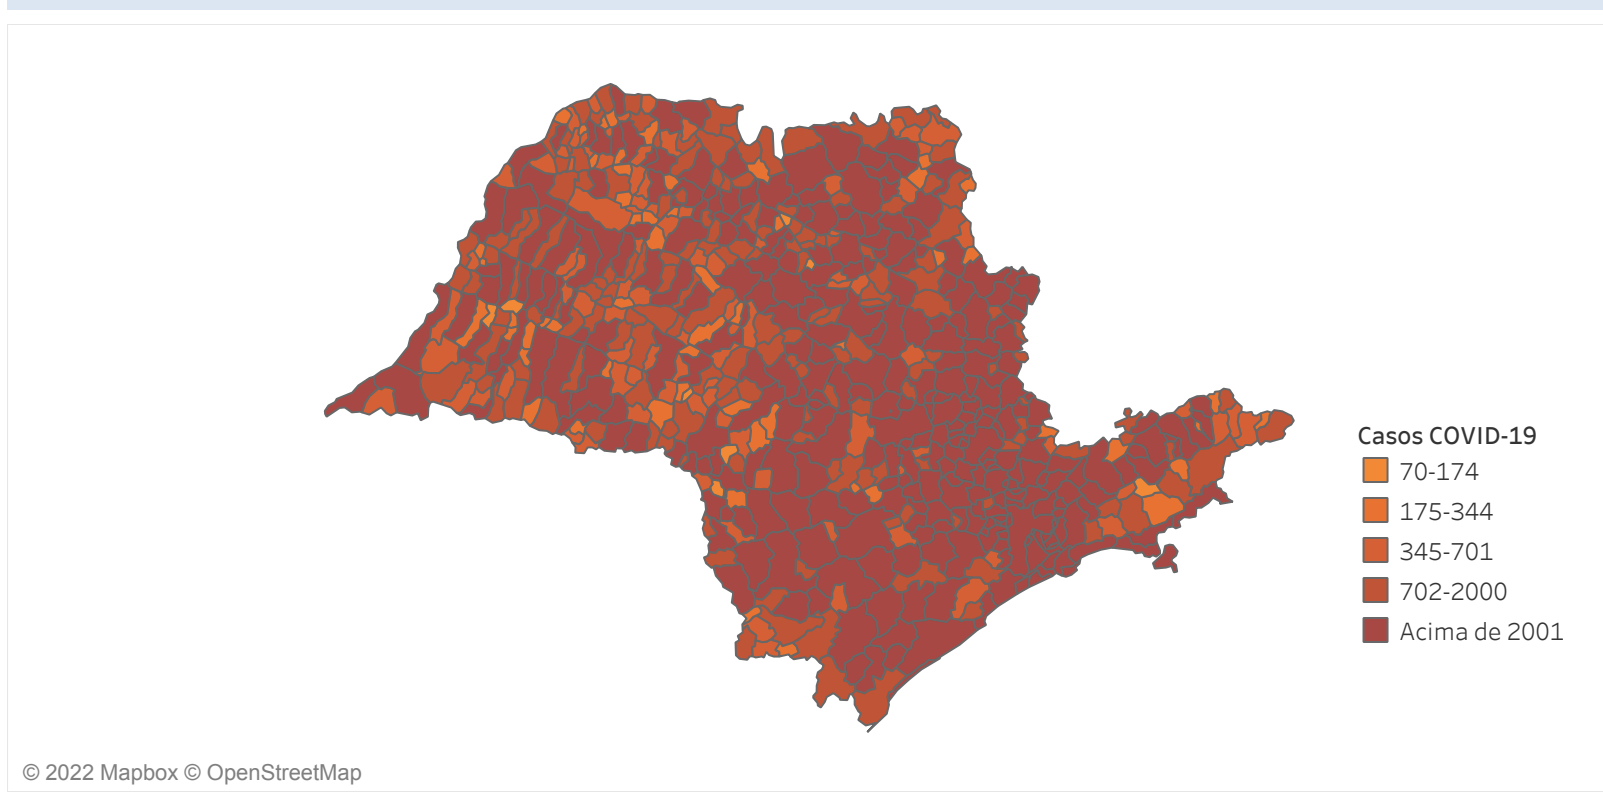 Casos COVID-19
70-174
175-344
345-701
702-2000
Acima de 2001
© 2022 Mapbox © OpenStreetMap